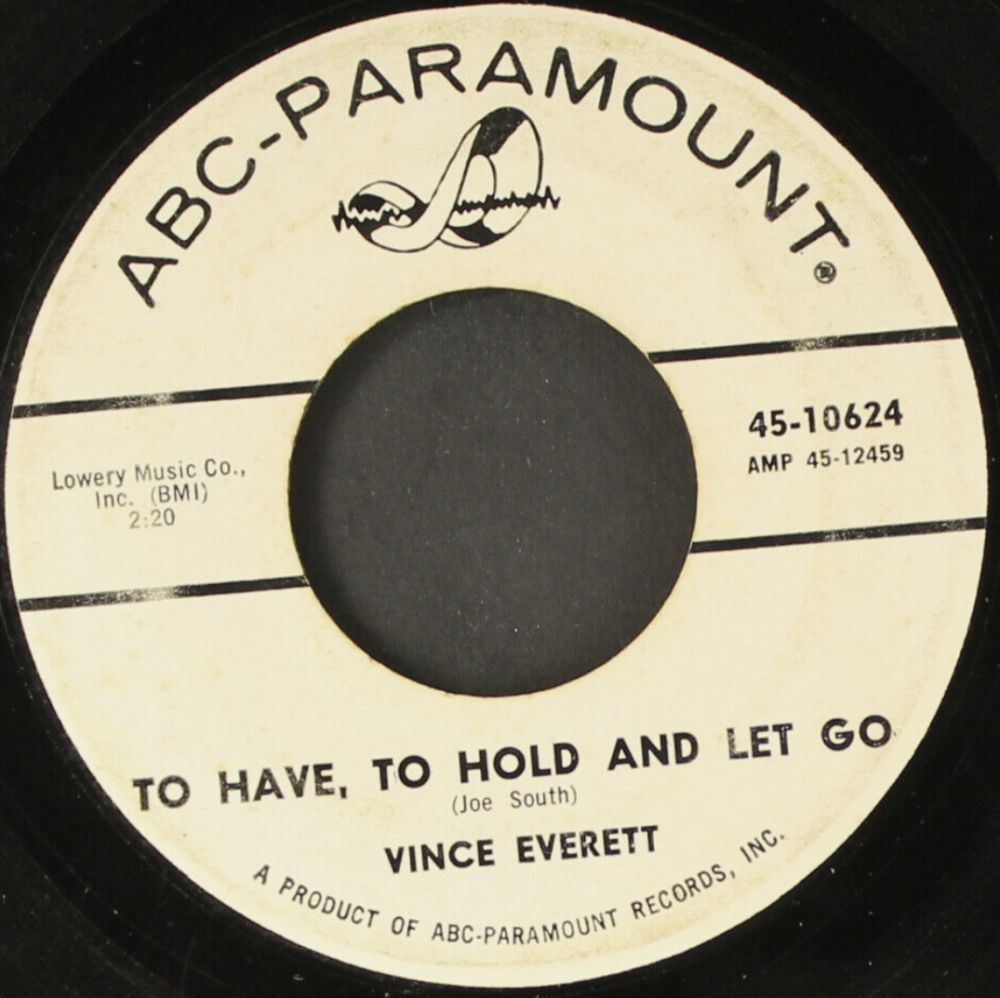 ABC-PARAMOUNT
®
45-10624
AMP 45-12459
Lowery Music Co.,
Inc. (BMI)
2:20
TO HAVE, TO HOLD AND LET GO
(Joe South)
VINCE EVERETT
A PRODUCT OF ABC-PARAMOUNT RECORDS, INC.